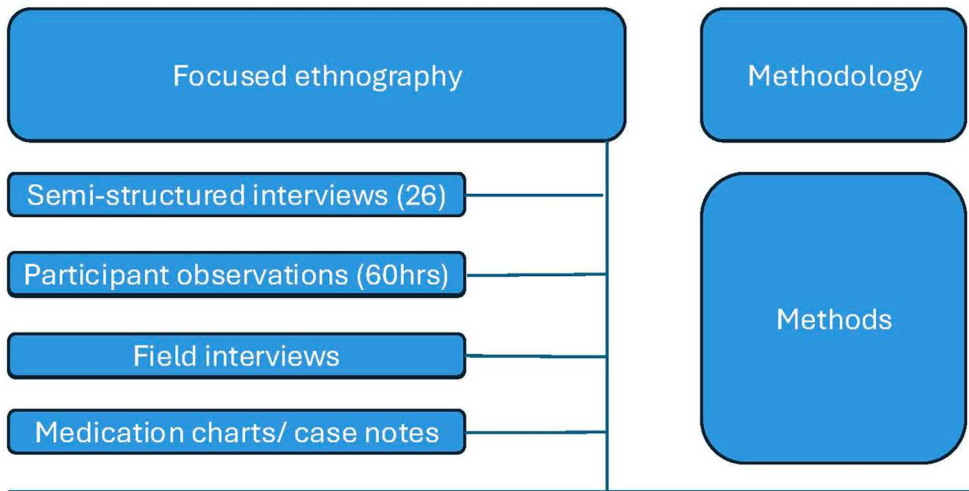 Focused ethnography
Methodology
Semi-structured interviews (26)
Participant observations (60hrs)
Field interviews
Medication charts/ case notes
Methods